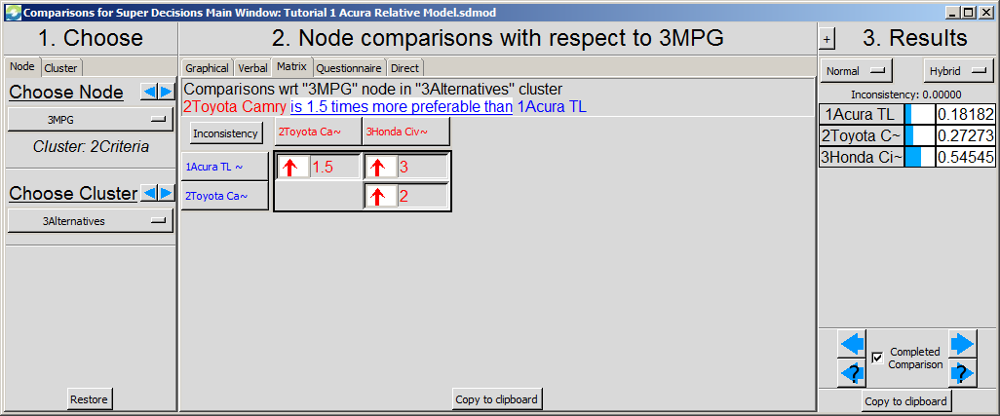 Comparisons for Super Decisions Main Window: Tutorial 1 Acura Relative Model.sdmod
1. Choose
Node Cluster
Choose Node
3MPG
Cluster: 2Criteria
Choose Cluster
3Alternatives
Restore
2. Node comparisons with respect to 3MPG
Graphical Verbal Matrix Questionnaire Direct
Comparisons wrt "3MPG" node in "3Alternatives" cluster
2Toyota Camry is 1.5 times more preferable than 1Acura TL
Inconsistency 2Toyota Ca~ 3Honda Civ~
1Acura TL ~ 1.5 3
2Toyota Ca~ 2
Copy to clipboard
+ 3. Results
Normal Hybrid
Inconsistency: 0.00000
1Acura TL 0.18182
2Toyota C~ 0.27273
3Honda Ci~ 0.54545
Completed
Comparison
? ?
Copy to clipboard